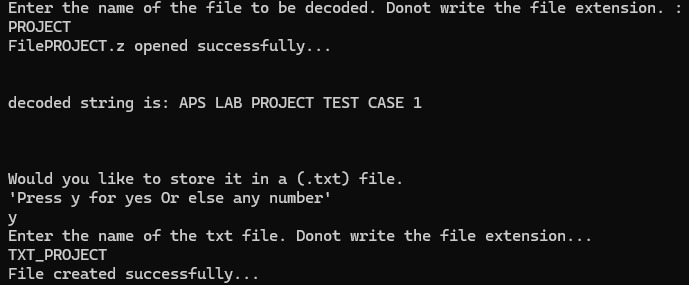 Enter the name of the file to be decoded. Donot write the file extension. :
PROJECT
FilePROJECT.z opened successfully...
decoded string is: APS LAB PROJECT TEST CASE 1
Would you like to store it in a (.txt) file.
'Press y for yes Or else any number'
y
Enter the name of the txt file. Donot write the file extension...
TXT_PROJECT
File created successfully...